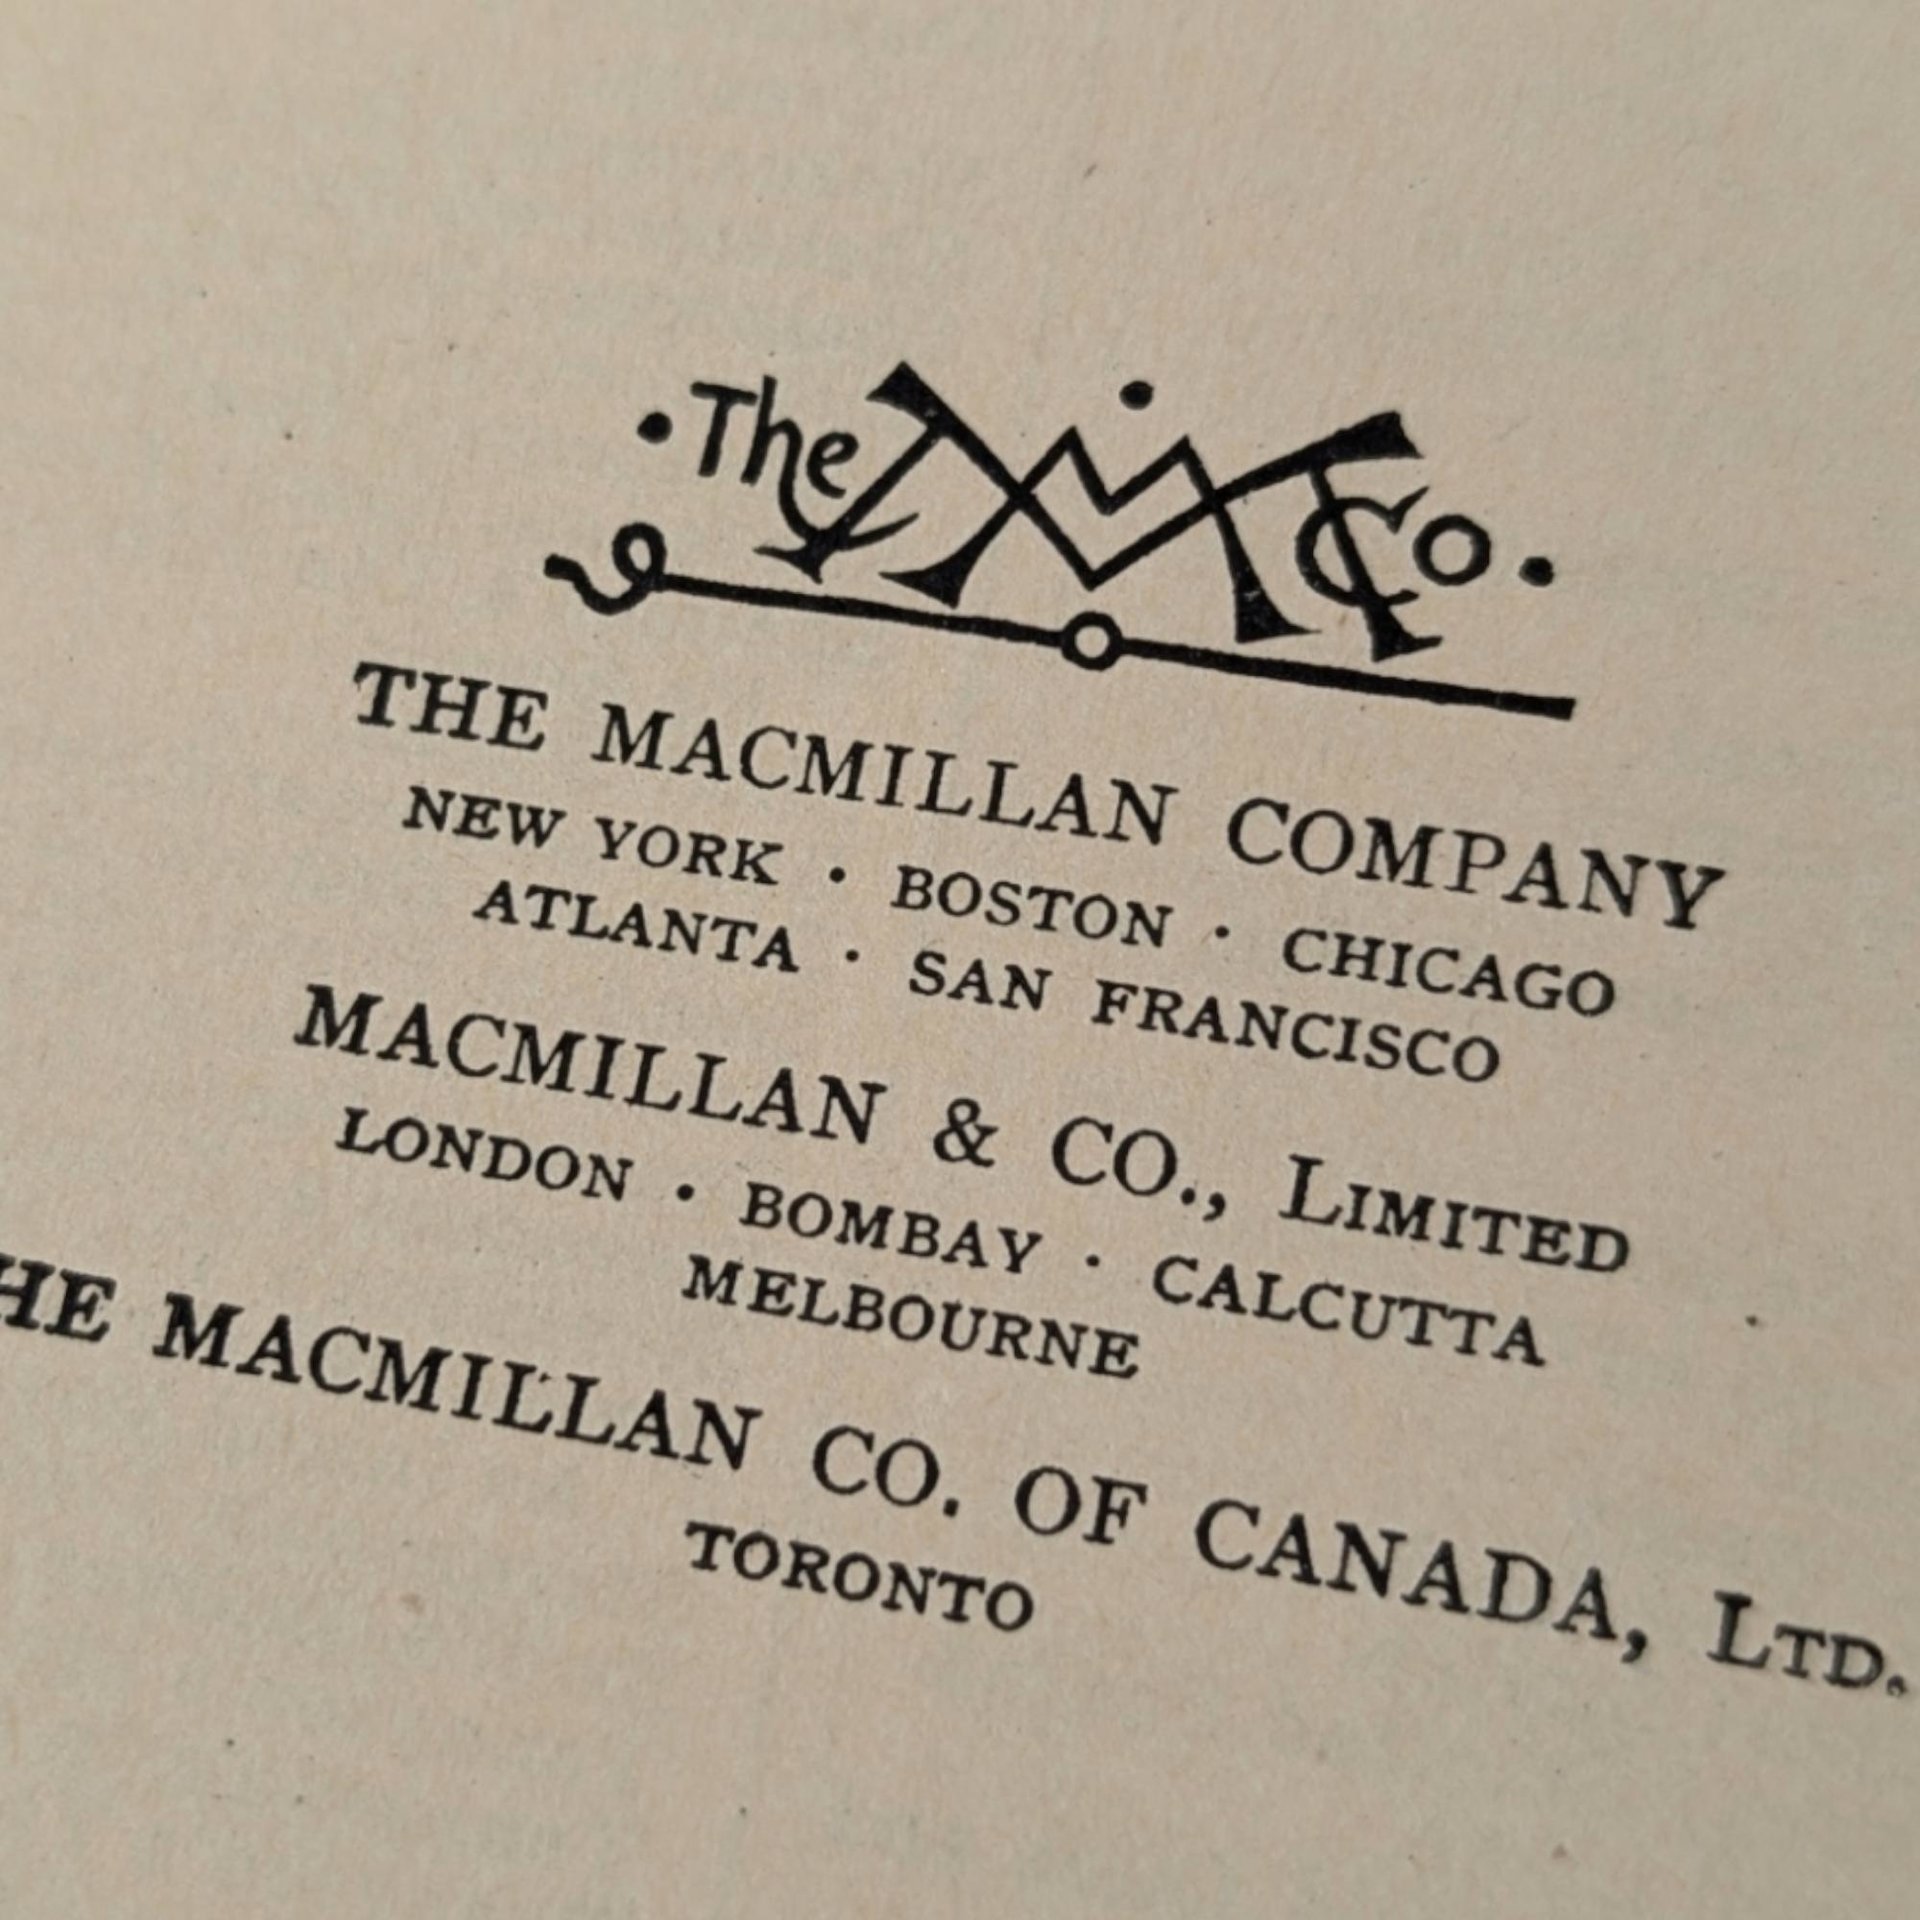 · The MM Co. ·
THE MACMILLAN COMPANY
NEW YORK · BOSTON · CHICAGO
ATLANTA · SAN FRANCISCO
MACMILLAN & CO., LIMITED
LONDON · BOMBAY · CALCUTTA
MELBOURNE
HE MACMILLAN CO. OF CANADA, LTD.
TORONTO